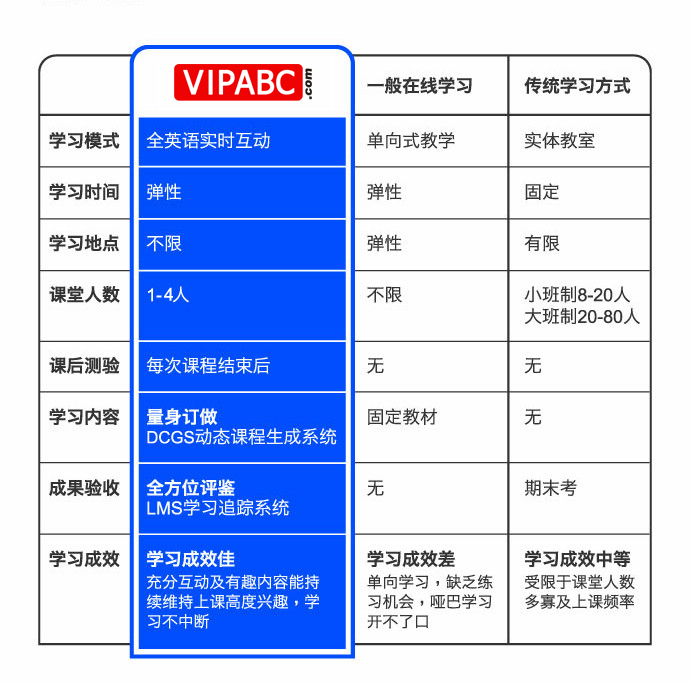 VIPABC.com
一般在线学习
传统学习方式
学习模式
全英语实时互动
单向式教学
实体教室
学习时间
弹性
弹性
固定
学习地点
不限
弹性
有限
课堂人数
1-4人
不限
小班制8-20人
大班制20-80人
课后测验
每次课程结束后
无
无
学习内容
量身订做
DCGS动态课程生成系统
固定教材
无
成果验收
全方位评鉴
LMS学习追踪系统
无
期末考
学习成效
学习成效佳
充分互动及有趣内容能持
续维持上课高度兴趣，学
习不中断
学习成效差
单向学习，缺乏练
习机会，哑巴学习
开不了口
学习成效中等
受限于课堂人数
多寡及上课频率